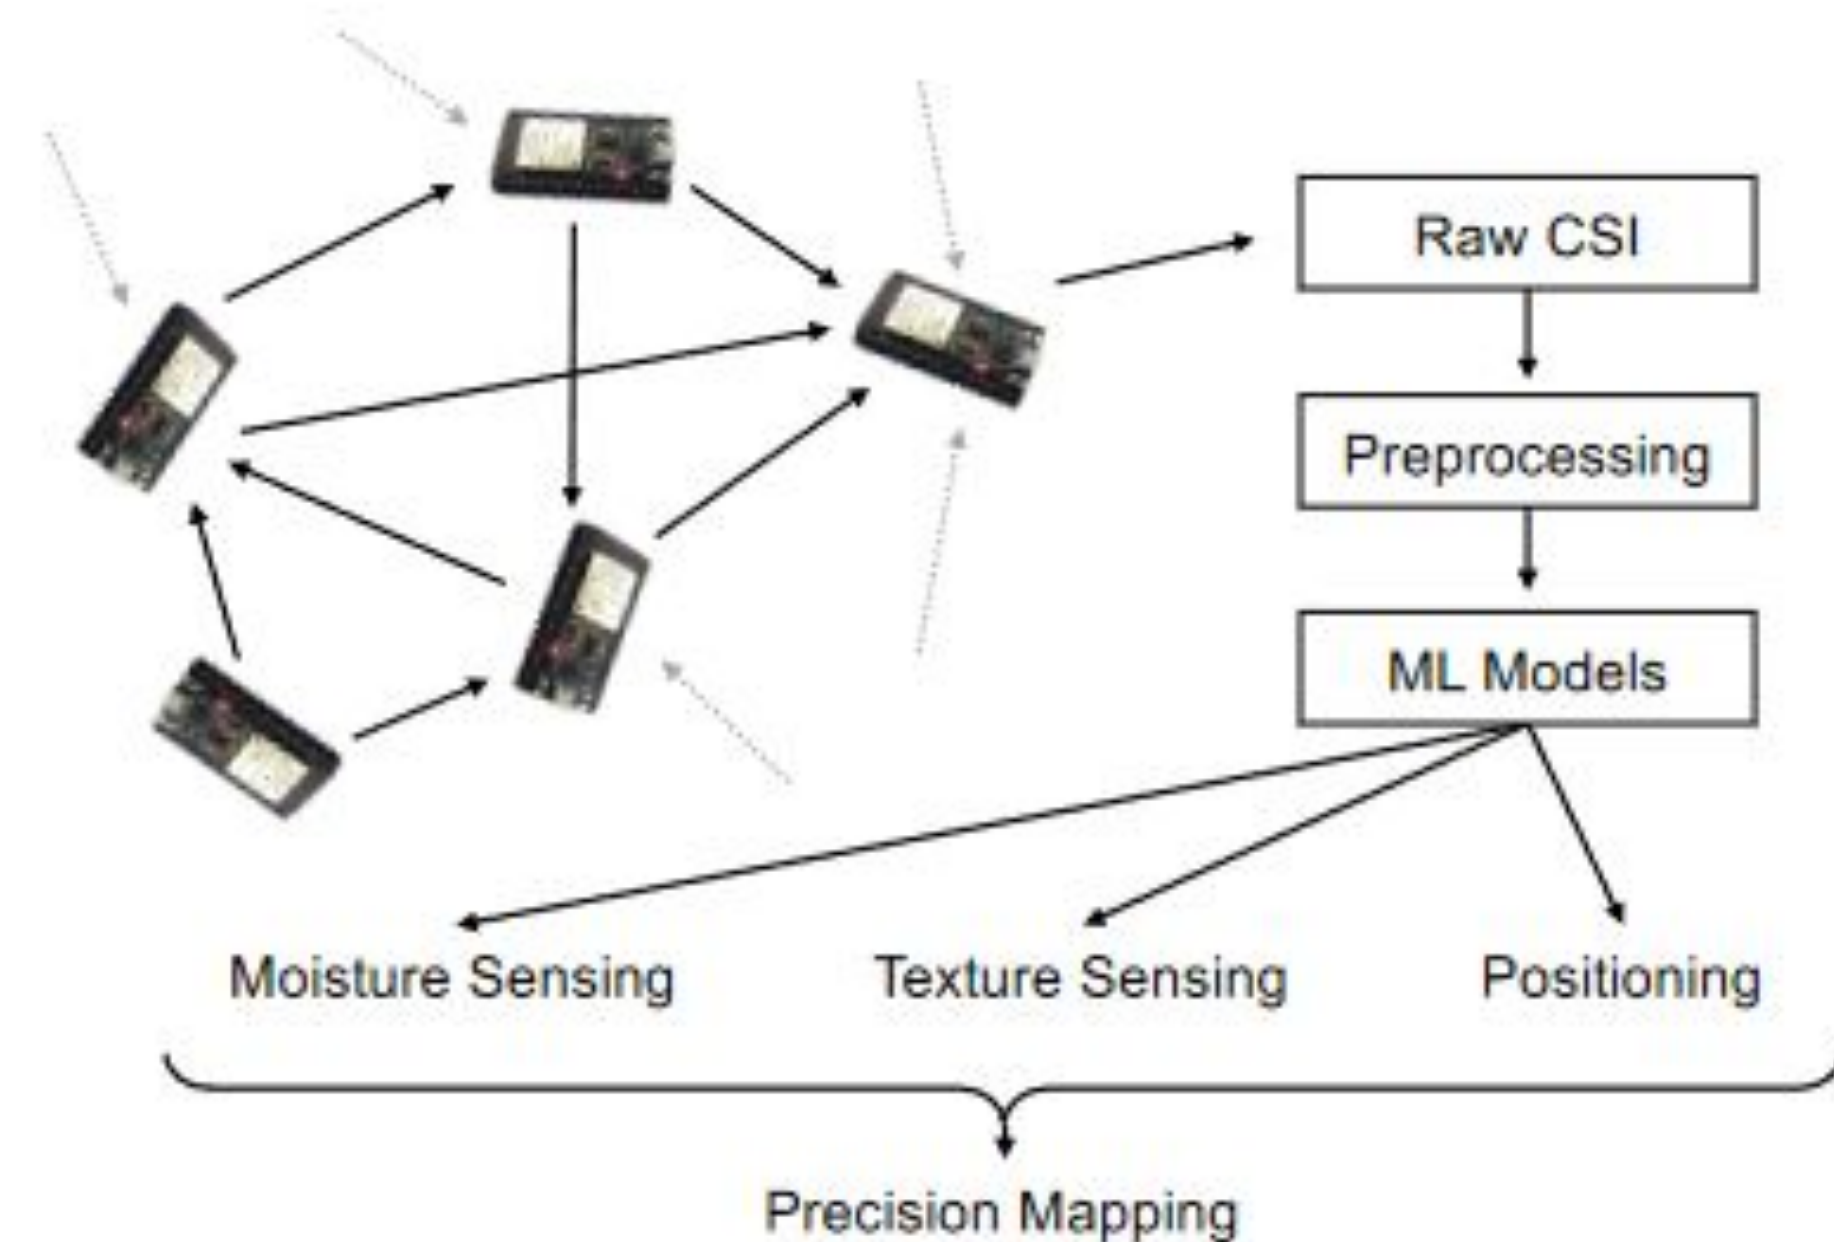 Raw CSI
Preprocessing
ML Models
Moisture Sensing
Texture Sensing
Positioning
Precision Mapping